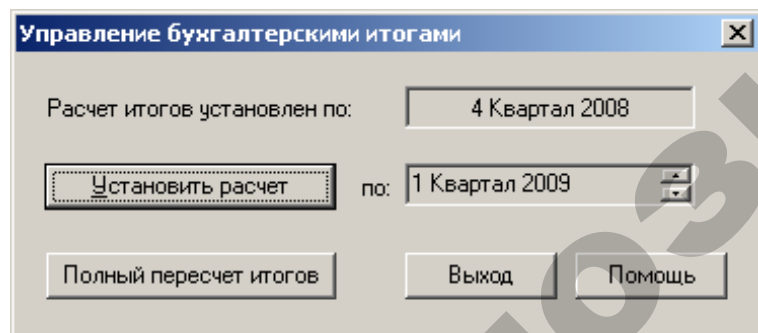 Управление бухгалтерскими итогами
Расчет итогов установлен по: 4 Квартал 2008
Установить расчет по: 1 Квартал 2009
Полный пересчет итогов Выход Помощь